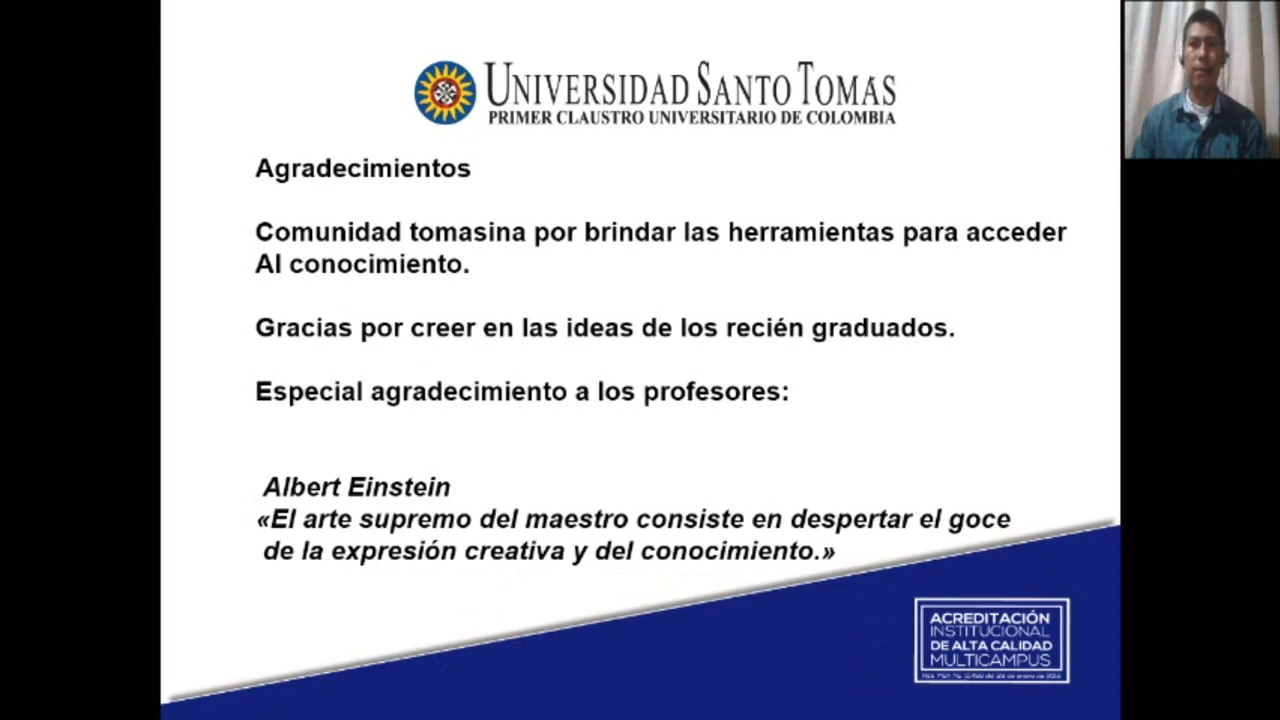 UNIVERSIDAD SANTO TOMÁS
PRIMER CLAUSTRO UNIVERSITARIO DE COLOMBIA
Agradecimientos
Comunidad tomasina por brindar las herramientas para acceder
Al conocimiento.
Gracias por creer en las ideas de los recién graduados.
Especial agradecimiento a los profesores:
Albert Einstein
«El arte supremo del maestro consiste en despertar el goce
de la expresión creativa y del conocimiento.»
ACREDITACIÓN
INSTITUCIONAL
DE ALTA CALIDAD
MULTICAMPUS